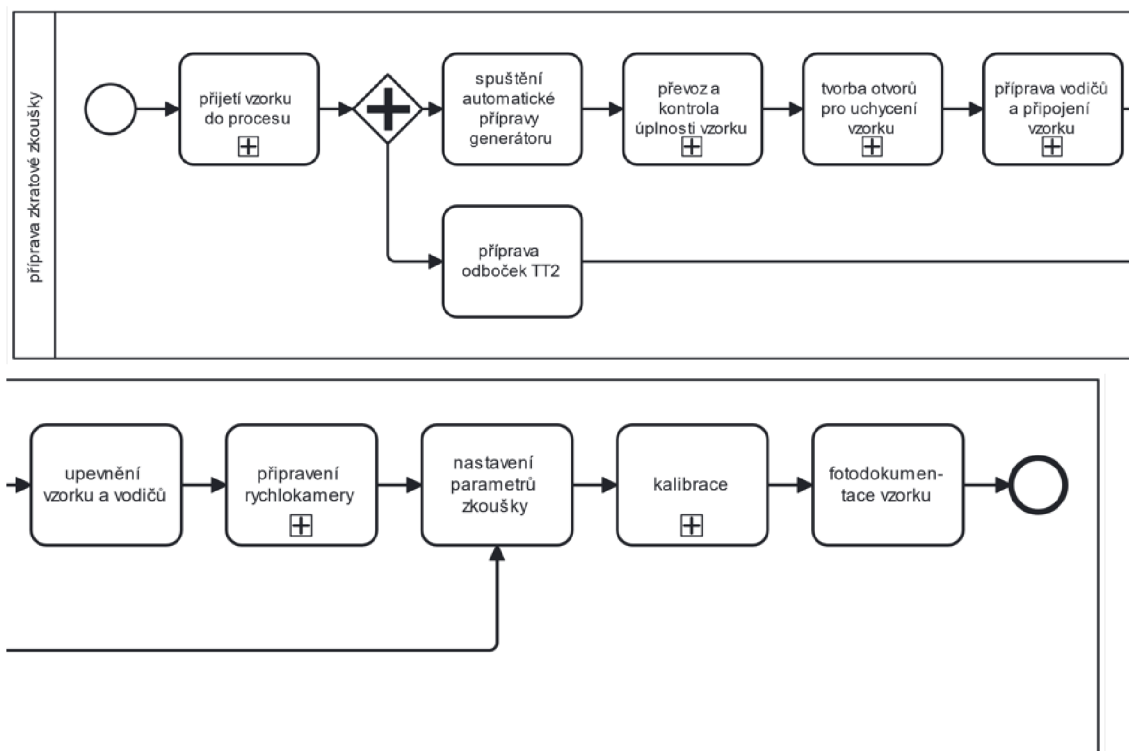 příprava zkratové zkoušky
přijetí vzorku
do procesu
spuštění
automatické
přípravy
generátoru
převoz a
kontrola
úplnosti vzorku
tvorba otvorů
pro uchycení
vzorku
příprava vodičů
a připojení
vzorku
příprava
odboček TT2
upevnění
vzorku a vodičů
připravení
rychlokamery
nastavení
parametrů
zkoušky
kalibrace
fotodokumen-
tace vzorku